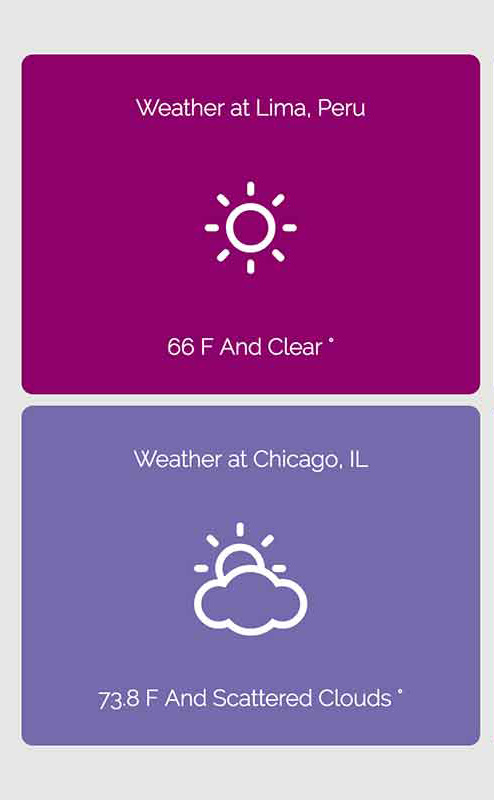 Weather at Lima, Peru
66 F And Clear °
Weather at Chicago, IL
73.8 F And Scattered Clouds °